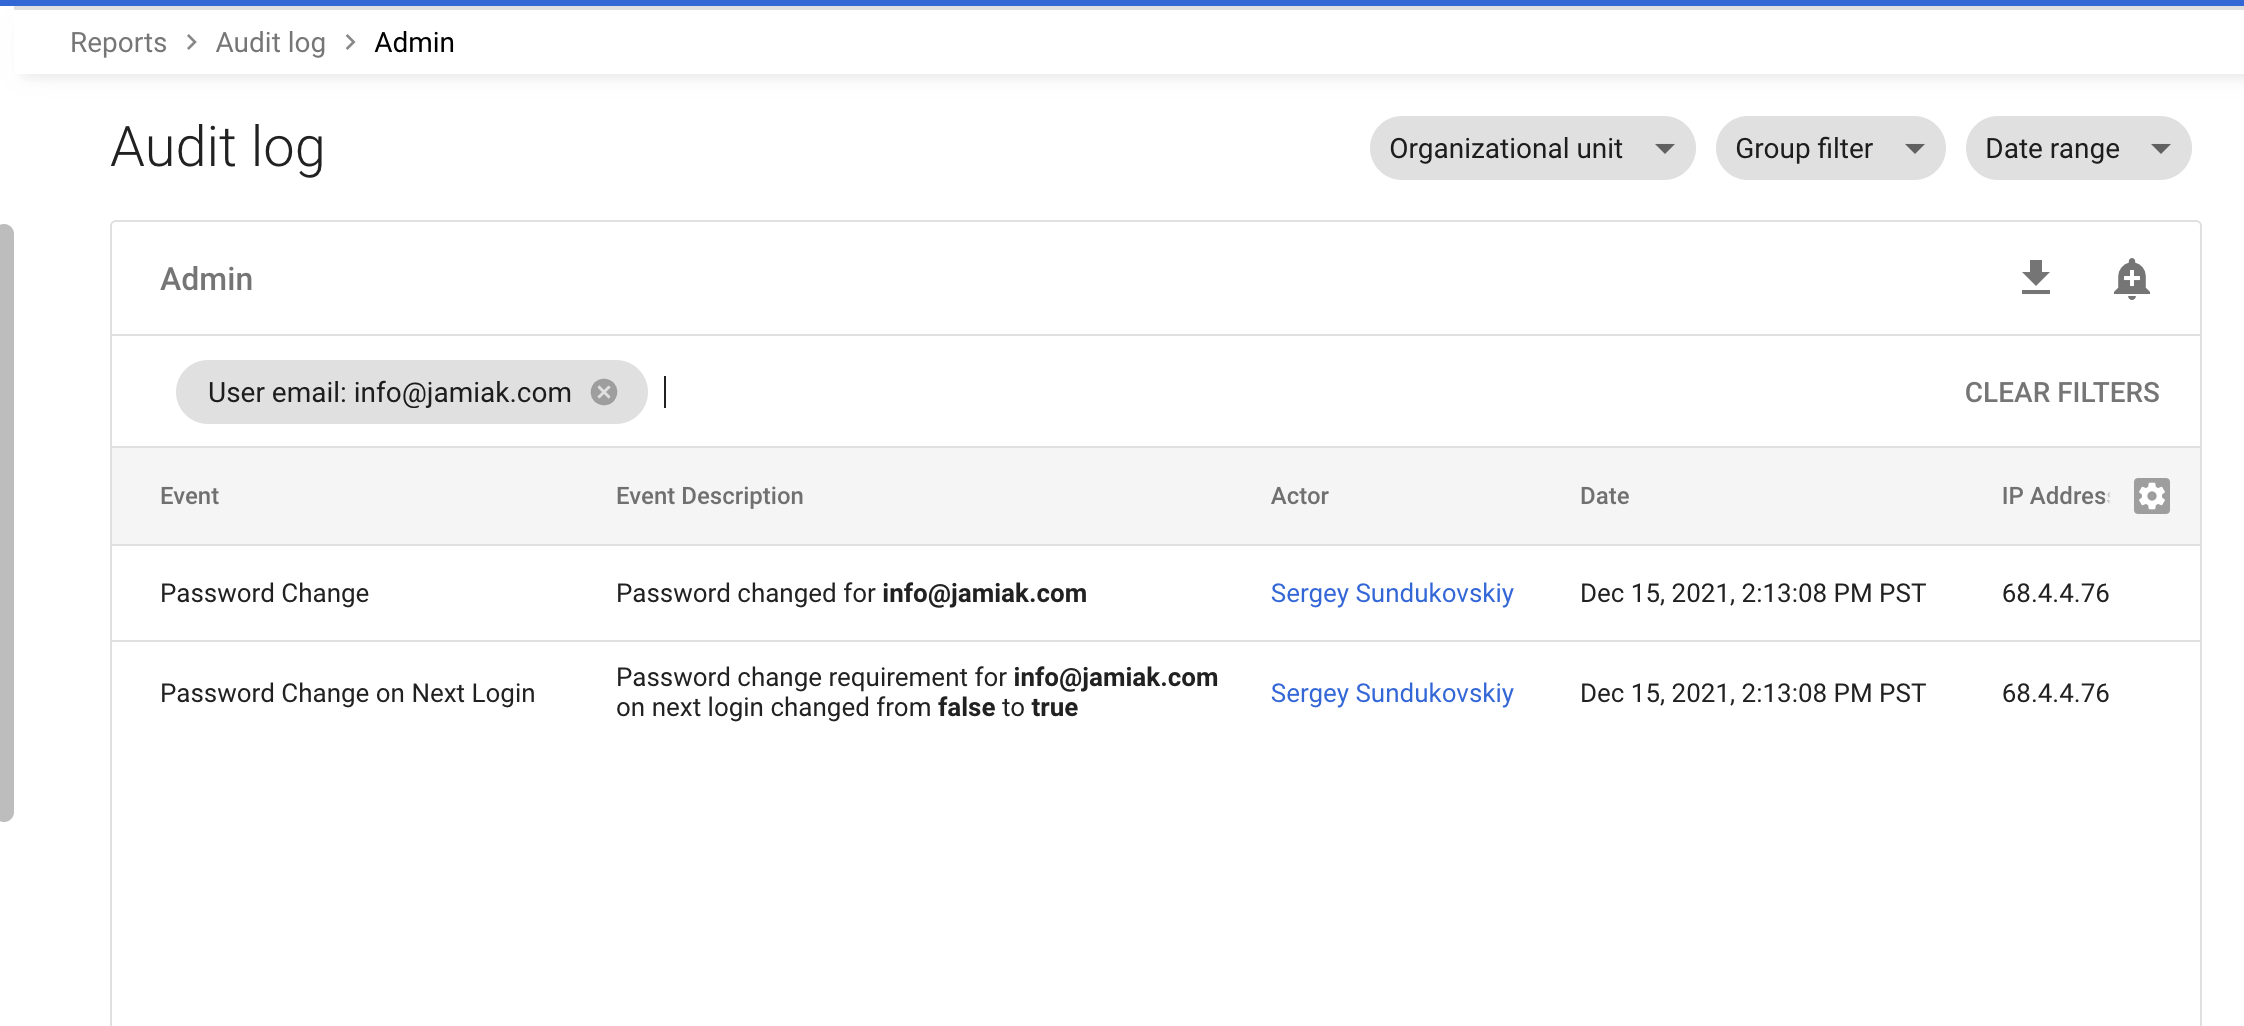 Reports > Audit log > Admin
Audit log
Organizational unit
Group filter
Date range
Admin
User email: info@jamiak.com
CLEAR FILTERS
Event Event Description Actor Date IP Addres
Password Change Password changed for info@jamiak.com Sergey Sundukovskiy Dec 15, 2021, 2:13:08 PM PST 68.4.4.76
Password Change on Next Login Password change requirement for info@jamiak.com
on next login changed from false to true Sergey Sundukovskiy Dec 15, 2021, 2:13:08 PM PST 68.4.4.76